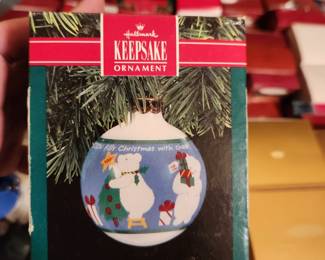 Hallmark
KEEPSAKE
ORNAMENT
Christmas with